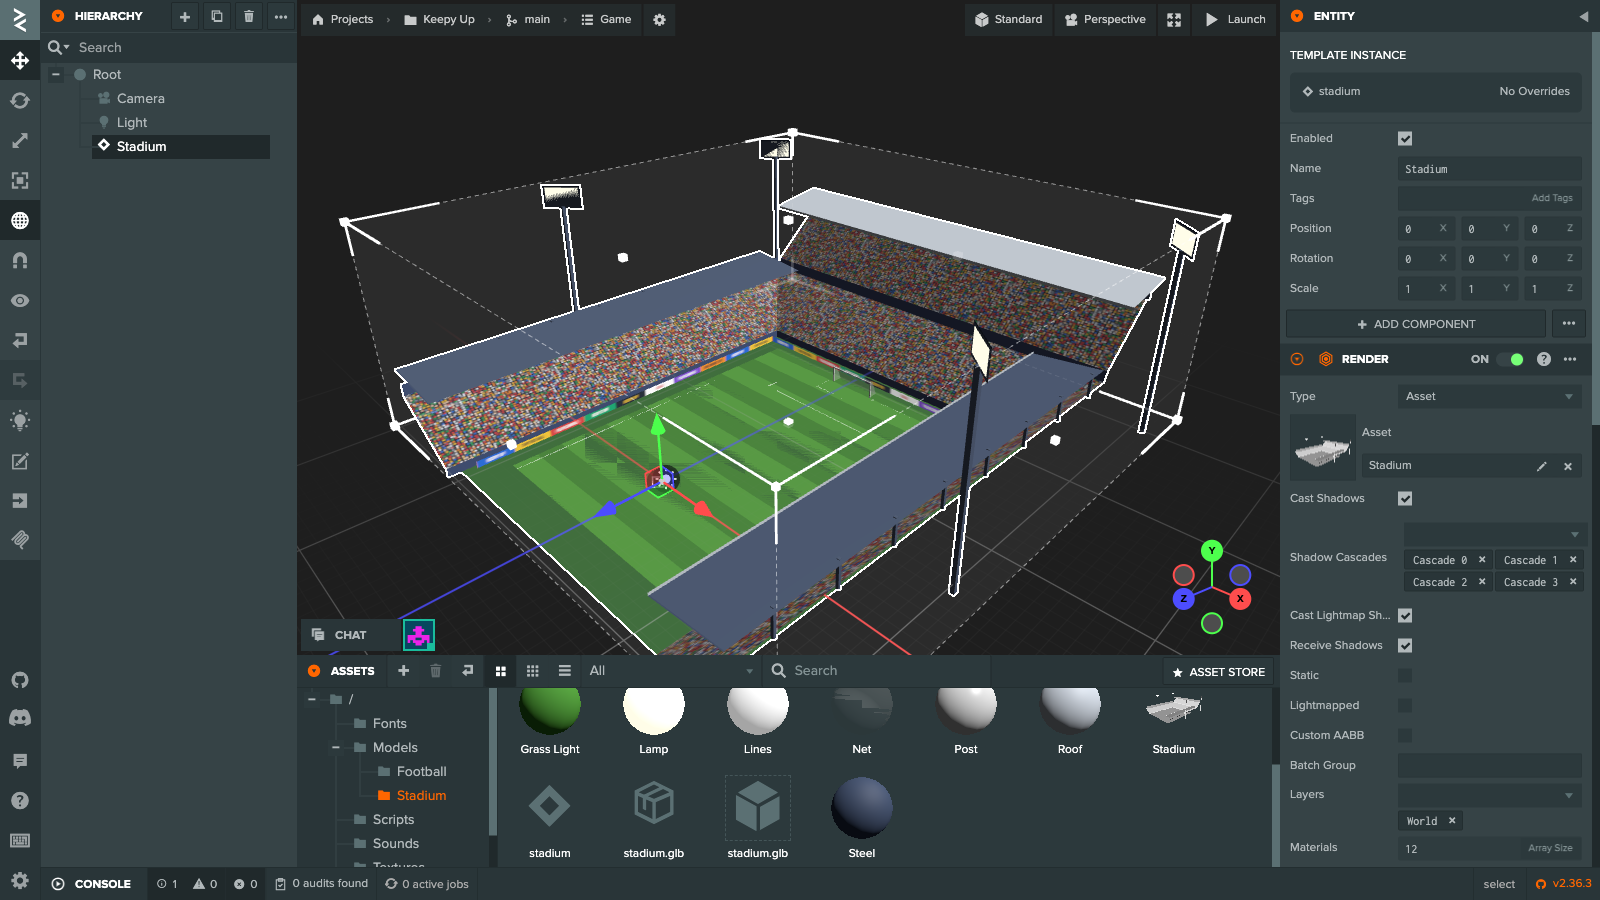 HIERARCHY
Search
Root
Camera
Light
Stadium
Projects
Keepy Up
main
Game
Standard
Perspective
Launch
Y
Z
X
CHAT
ENTITY
TEMPLATE INSTANCE
stadium No Overrides
Enabled
Name Stadium
Tags Add Tags
Position 0 X 0 Y 0 Z
Rotation 0 X 0 Y 0 Z
Scale 1 X 1 Y 1 Z
ADD COMPONENT
RENDER ON ?
Type Asset
Asset
Stadium
Cast Shadows
Shadow Cascades
Cascade 0 Cascade 1
Cascade 2 Cascade 3
Cast Lightmap Sh...
Receive Shadows
Static
Lightmapped
Custom AABB
Batch Group
Layers
World
Materials 12 Array Size
ASSETS
All
Search
ASSET STORE
/
Fonts
Models
Football
Stadium
Scripts
Sounds
Textures
Grass Light
Lamp
Lines
Net
Post
Roof
Stadium
stadium
stadium.glb
stadium.glb
Steel
CONSOLE
1
0
0
0 audits found
0 active jobs
select
v2.36.3